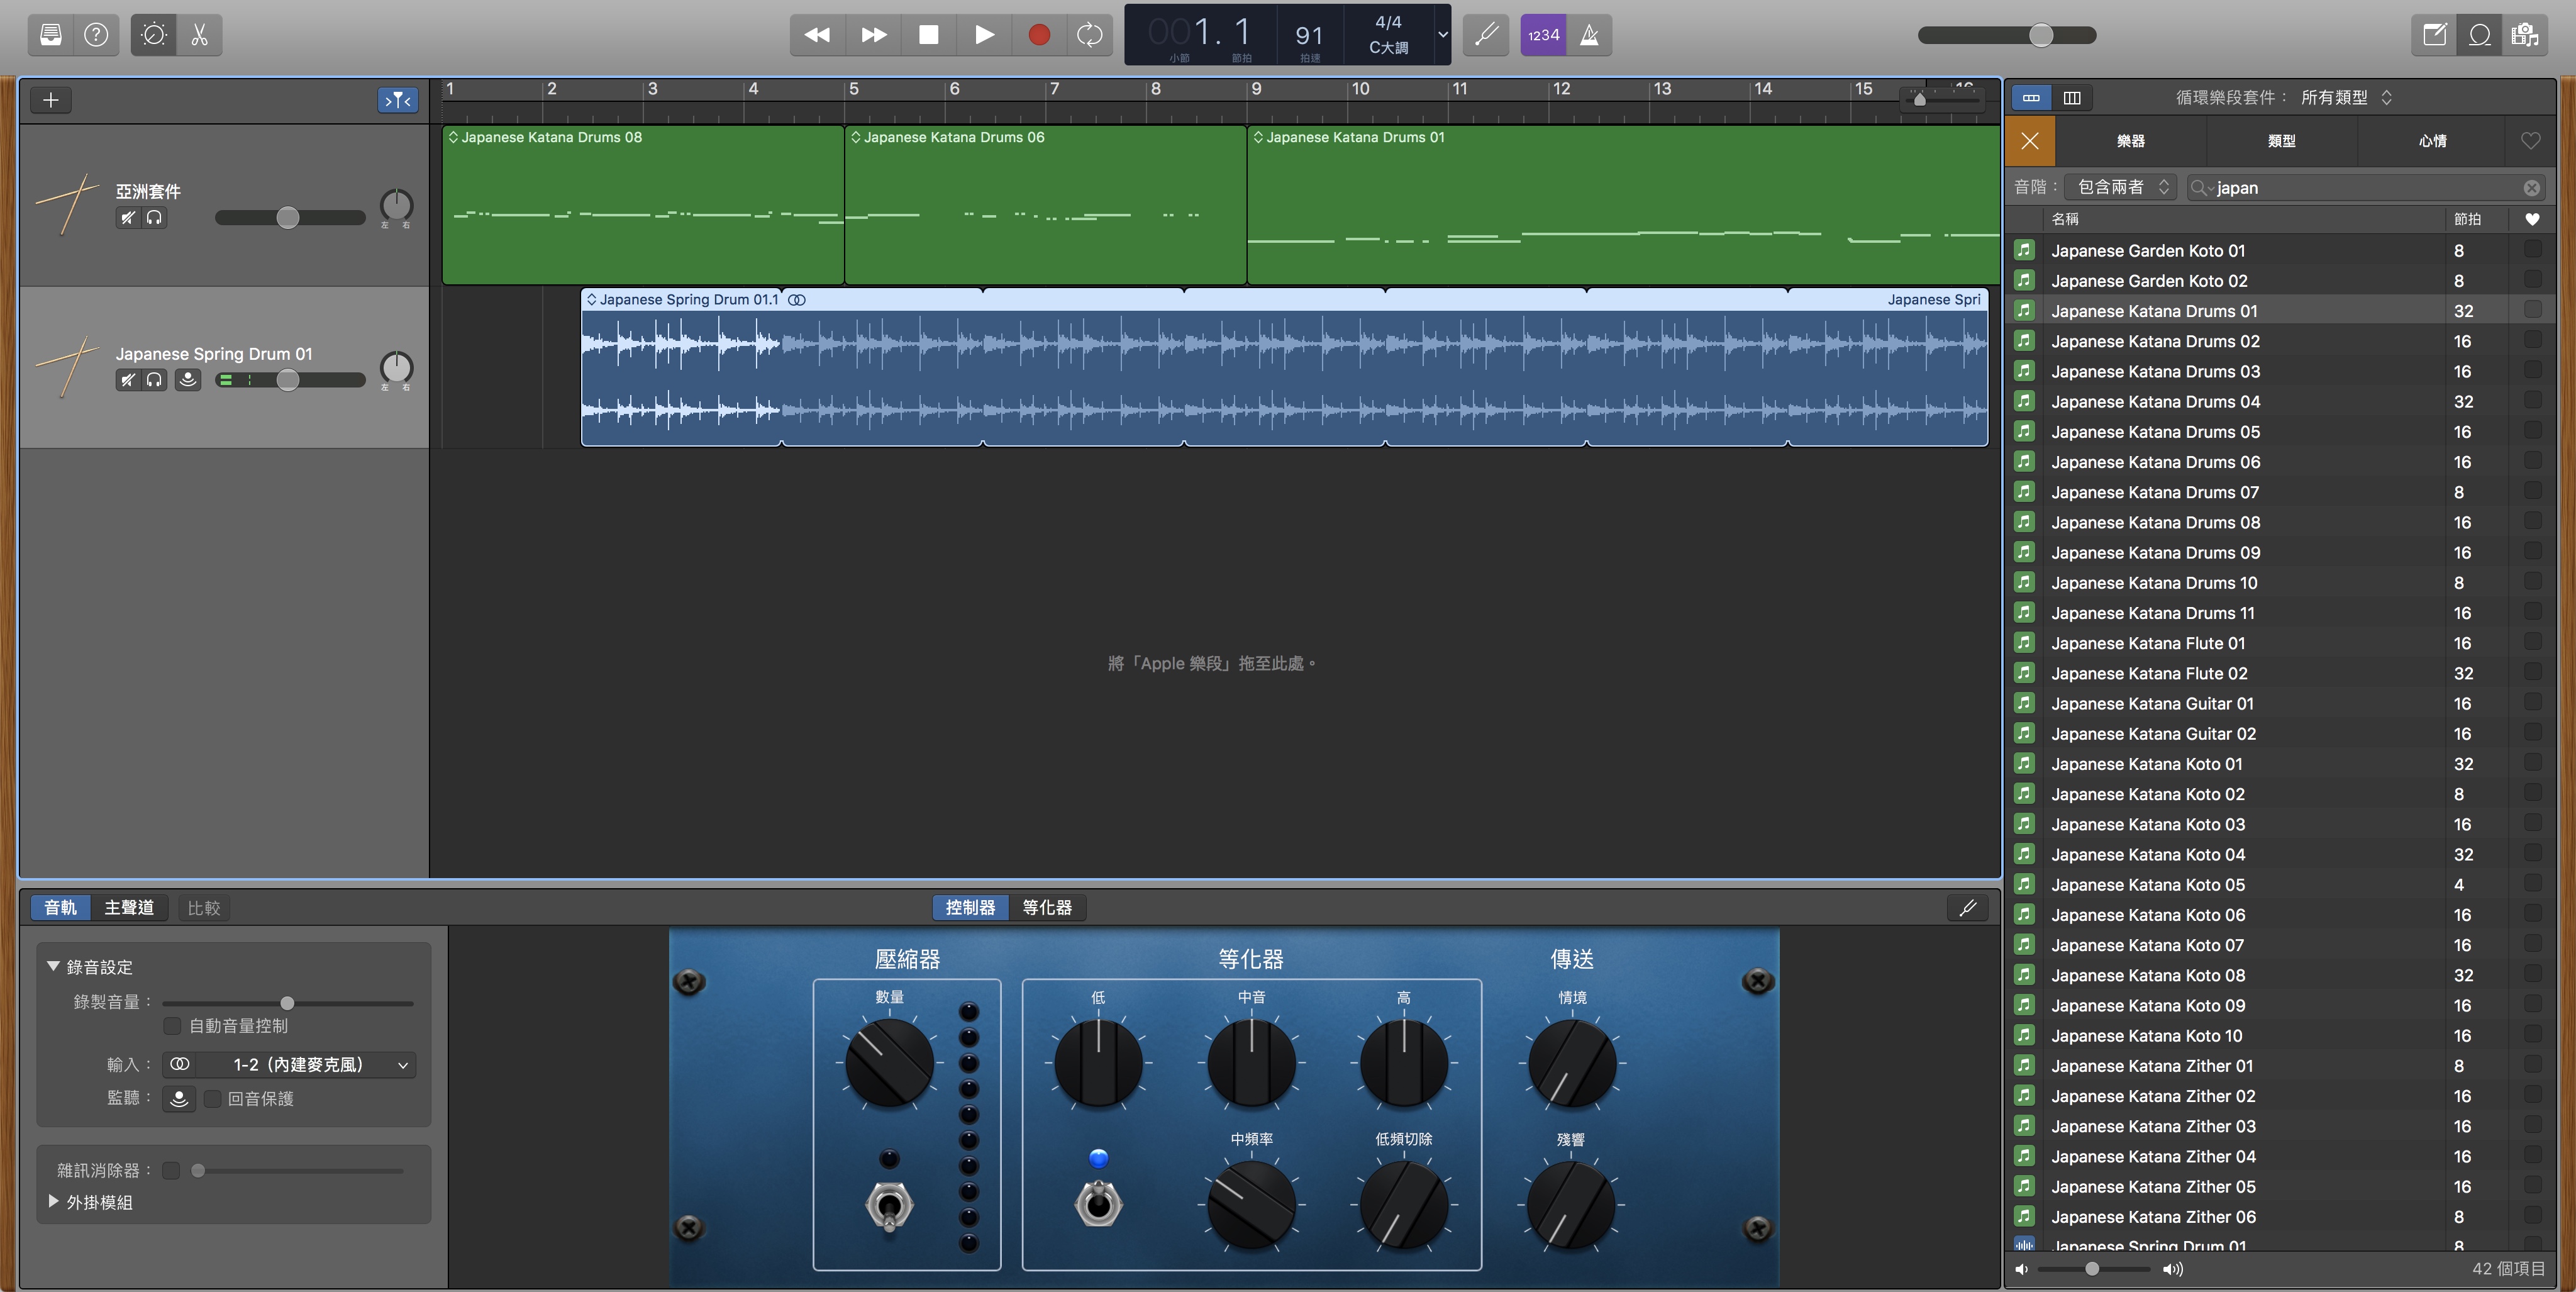 001. 1
91
4/4
C大調
小節
節拍
拍速
1234
1 2 3 4 5 6 7 8 9 10 11 12 13 14 15 16
亞洲套件
左 右
Japanese Katana Drums 08
Japanese Katana Drums 06
Japanese Katana Drums 01
Japanese Spring Drum 01
左 右
Japanese Spring Drum 01.1
Japanese Spri
將「Apple 樂段」拖至此處。
循環樂段套件： 所有類型
樂器
類型
心情
音階： 包含兩者
japan
名稱
節拍
Japanese Garden Koto 01 8
Japanese Garden Koto 02 8
Japanese Katana Drums 01 32
Japanese Katana Drums 02 16
Japanese Katana Drums 03 16
Japanese Katana Drums 04 32
Japanese Katana Drums 05 16
Japanese Katana Drums 06 16
Japanese Katana Drums 07 8
Japanese Katana Drums 08 16
Japanese Katana Drums 09 16
Japanese Katana Drums 10 8
Japanese Katana Drums 11 16
Japanese Katana Flute 01 16
Japanese Katana Flute 02 32
Japanese Katana Guitar 01 16
Japanese Katana Guitar 02 16
Japanese Katana Koto 01 32
Japanese Katana Koto 02 8
Japanese Katana Koto 03 16
Japanese Katana Koto 04 32
Japanese Katana Koto 05 4
Japanese Katana Koto 06 16
Japanese Katana Koto 07 16
Japanese Katana Koto 08 32
Japanese Katana Koto 09 16
Japanese Katana Koto 10 16
Japanese Katana Zither 01 8
Japanese Katana Zither 02 16
Japanese Katana Zither 03 16
Japanese Katana Zither 04 16
Japanese Katana Zither 05 16
Japanese Katana Zither 06 8
Japanese Spring Drum 01 8
42 個項目
音軌
主聲道
比較
控制器
等化器
錄音設定
錄製音量：
自動音量控制
輸入： 1-2（內建麥克風）
監聽： 回音保護
雜訊消除器：
外掛模組
壓縮器
等化器
傳送
數量
低
中音
高
情境
中頻率
低頻切除
殘響